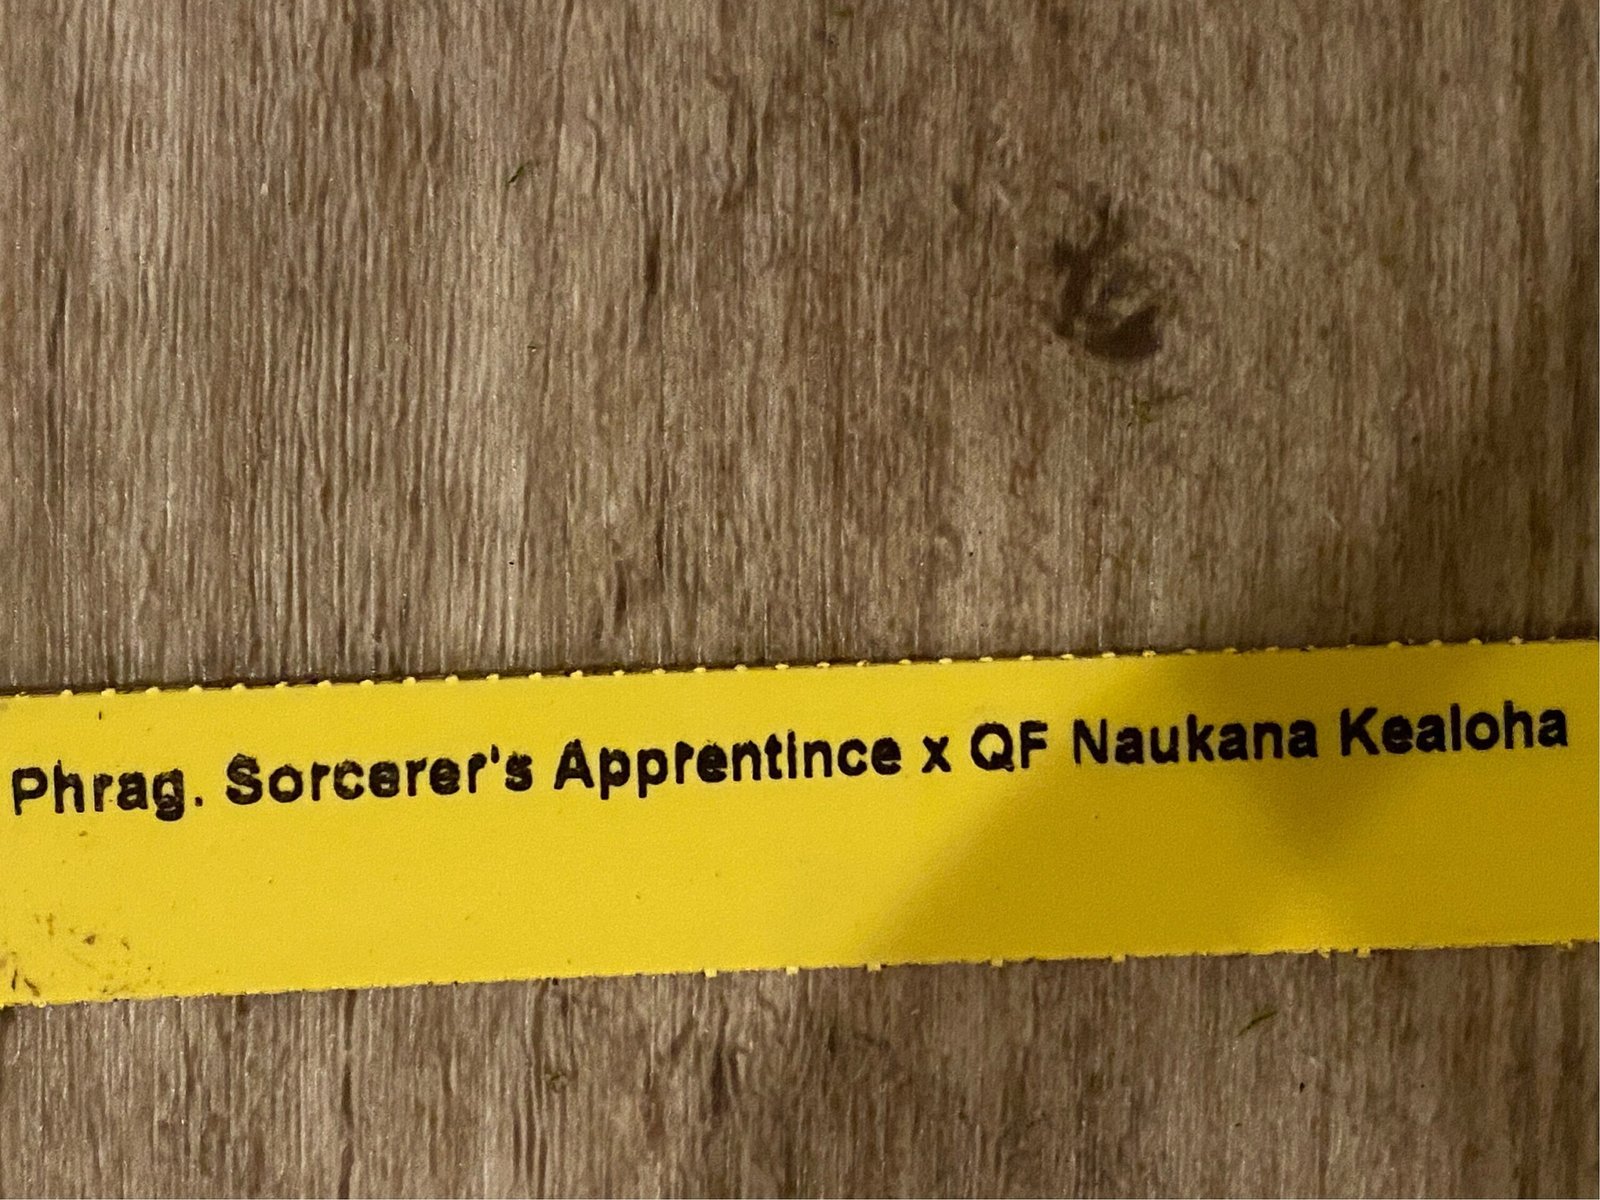 Phrag. Sorcerer's Apprentince x QF Naukana Kealoha